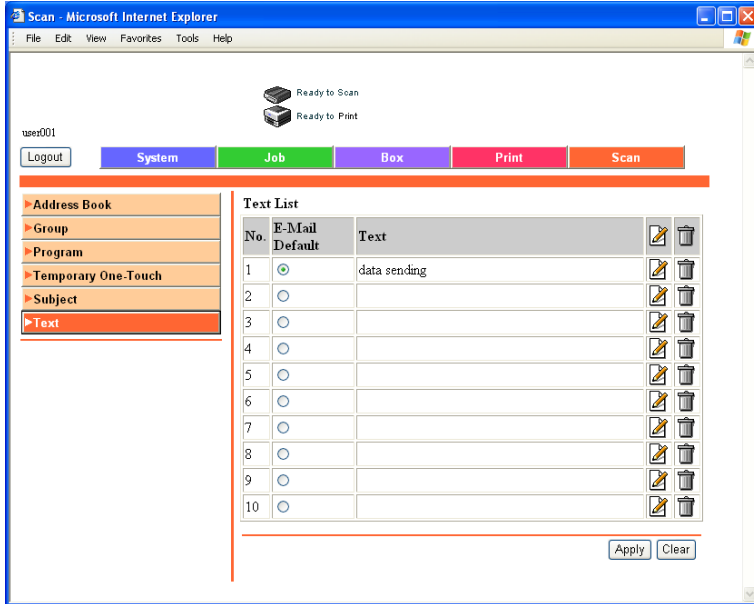 Scan - Microsoft Internet Explorer
File Edit View Favorites Tools Help
Ready to Scan
Ready to Print
user001
Logout System Job Box Print Scan
Address Book
Group
Program
Temporary One-Touch
Subject
Text
Text List
No. E-Mail Default Text
1 data sending
2
3
4
5
6
7
8
9
10
Apply Clear